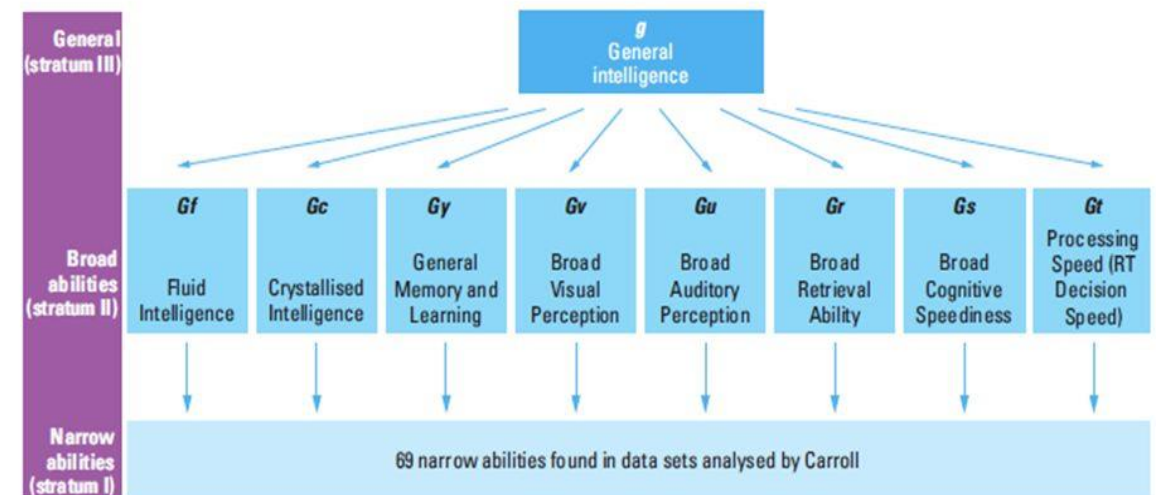 General
(stratum III)
g
General
intelligence
Broad
abilities
(stratum II)
Gf
Fluid
Intelligence
Gc
Crystallised
Intelligence
Gy
General
Memory and
Learning
Gv
Broad
Visual
Perception
Gu
Broad
Auditory
Perception
Gr
Broad
Retrieval
Ability
Gs
Broad
Cognitive
Speediness
Gt
Processing
Speed (RT
Decision
Speed)
Narrow
abilities
(stratum I)
69 narrow abilities found in data sets analysed by Carroll